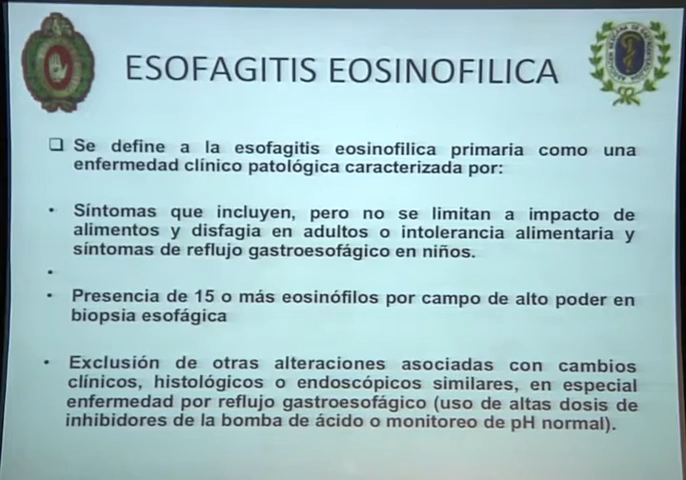 ESOFAGITIS EOSINOFILICA
❑ Se define a la esofagitis eosinofilica primaria como una
enfermedad clínico patológica caracterizada por:
• Síntomas que incluyen, pero no se limitan a impacto de
alimentos y disfagia en adultos o intolerancia alimentaria y
síntomas de reflujo gastroesofágico en niños.
•
• Presencia de 15 o más eosinófilos por campo de alto poder en
biopsia esofágica
• Exclusión de otras alteraciones asociadas con cambios
clínicos, histológicos o endoscópicos similares, en especial
enfermedad por reflujo gastroesofágico (uso de altas dosis de
inhibidores de la bomba de ácido o monitoreo de pH normal).